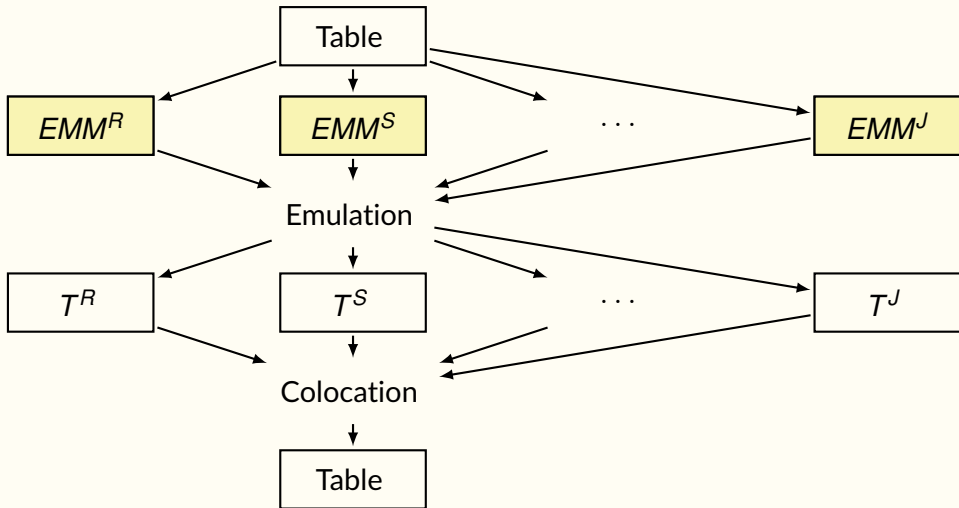 Table
EMM^R EMM^S ... EMM^J
Emulation
T^R T^S ... T^J
Colocation
Table